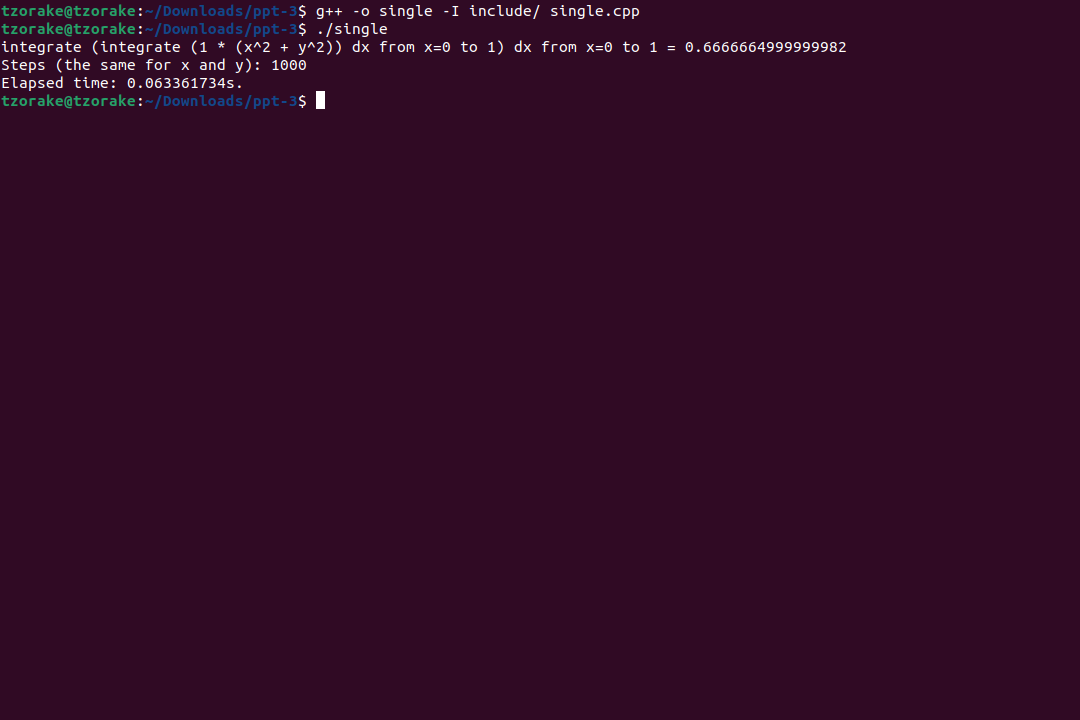 tzorake@tzorake:~/Downloads/ppt-3$ g++ -o single -I include/ single.cpp
tzorake@tzorake:~/Downloads/ppt-3$ ./single
integrate (integrate (1 * (x^2 + y^2)) dx from x=0 to 1) dx from x=0 to 1 = 0.6666664999999982
Steps (the same for x and y): 1000
Elapsed time: 0.063361734s.
tzorake@tzorake:~/Downloads/ppt-3$